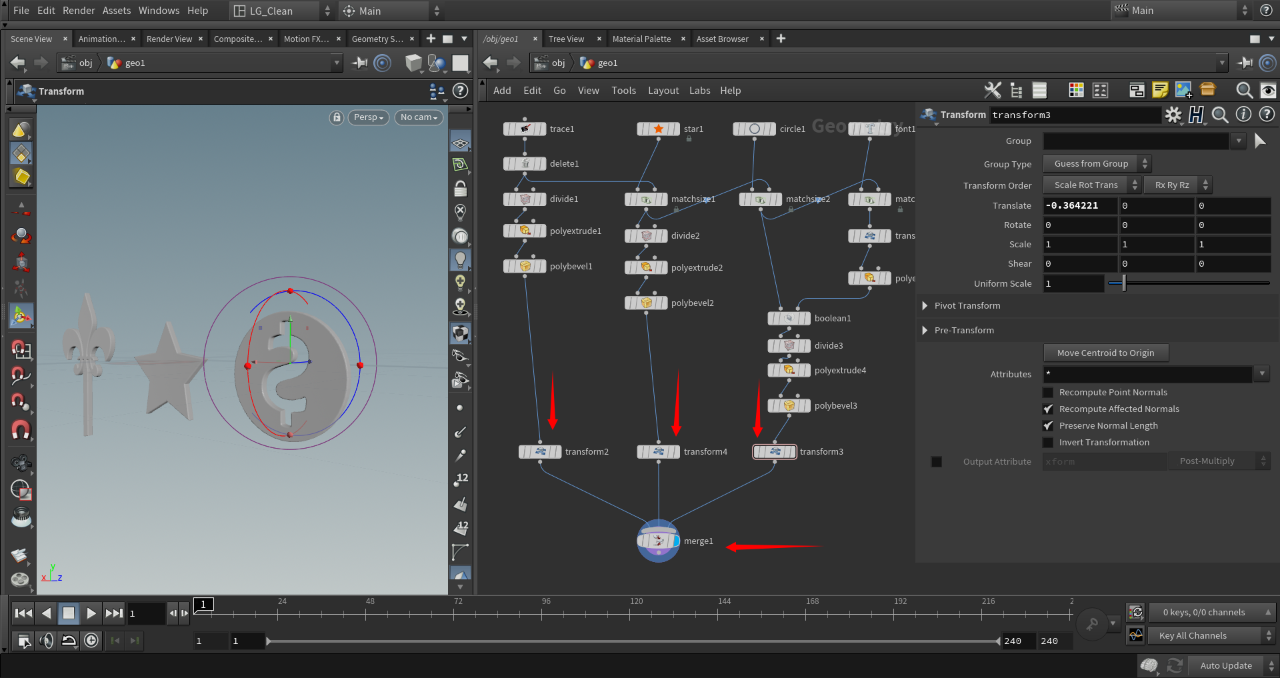 File Edit Render Assets Windows Help LG_Clean Main Main
Scene View Animation... Render View Composite... Motion FX... Geometry S...
/obj/geo1 Tree View Material Palette Asset Browser
obj geo1
obj geo1
Transform
Persp No cam
Add Edit Go View Tools Layout Labs Help
trace1 star1 circle1 font1
delete1
divide1 matchsize1 matchsize2 matc
polyextrude1 divide2 trans
polybevel1 polyextrude2 polye
polybevel2
boolean1
divide3
polyextrude4
polybevel3
transform2 transform4 transform3
merge1
Transform transform3
Group
Group Type Guess from Group
Transform Order Scale Rot Trans Rx Ry Rz
Translate -0.364221 0 0
Rotate 0 0 0
Scale 1 1 1
Shear 0 0 0
Uniform Scale 1
Pivot Transform
Pre-Transform
Move Centroid to Origin
Attributes *
Recompute Point Normals
Recompute Affected Normals
Preserve Normal Length
Invert Transformation
Output Attribute xform Post-Multiply
12
12
y
x z
1 1 24 48 72 96 120 144 168 192 216 2
0 keys, 0/0 channels
1 1 240 240 Key All Channels
Auto Update